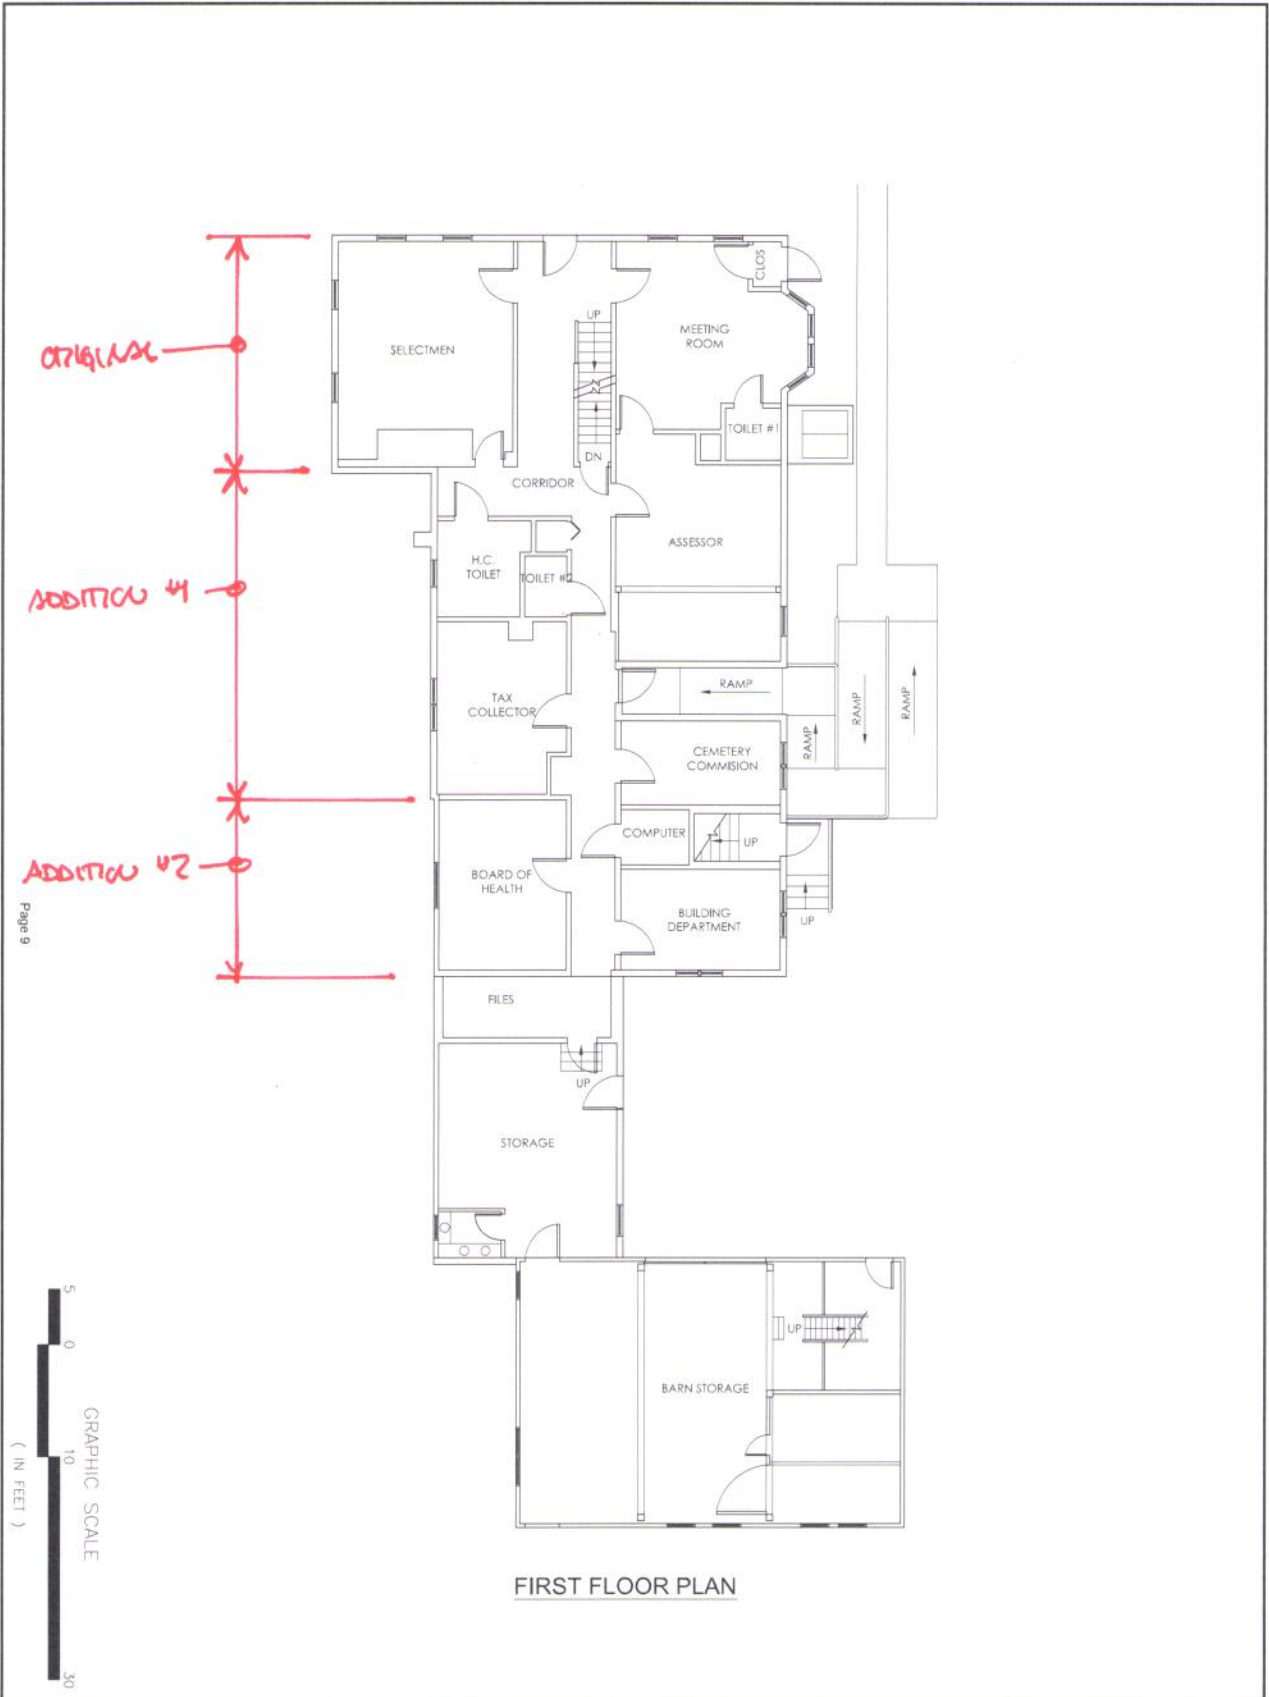 CLOS
UP
MEETING
ROOM
SELECTMEN
ORIGINAL
TOILET #1
DN
CORRIDOR
ASSESSOR
H.C.
TOILET
TOILET #2
ADDITION #1
RAMP
TAX
COLLECTOR
RAMP
RAMP
RAMP
CEMETERY
COMMISION
COMPUTER
UP
ADDITION #2
BOARD OF
HEALTH
BUILDING
DEPARTMENT
UP
Page 9
FILES
UP
STORAGE
UP
BARN STORAGE
5 0 10 30
GRAPHIC SCALE
( IN FEET )
FIRST FLOOR PLAN